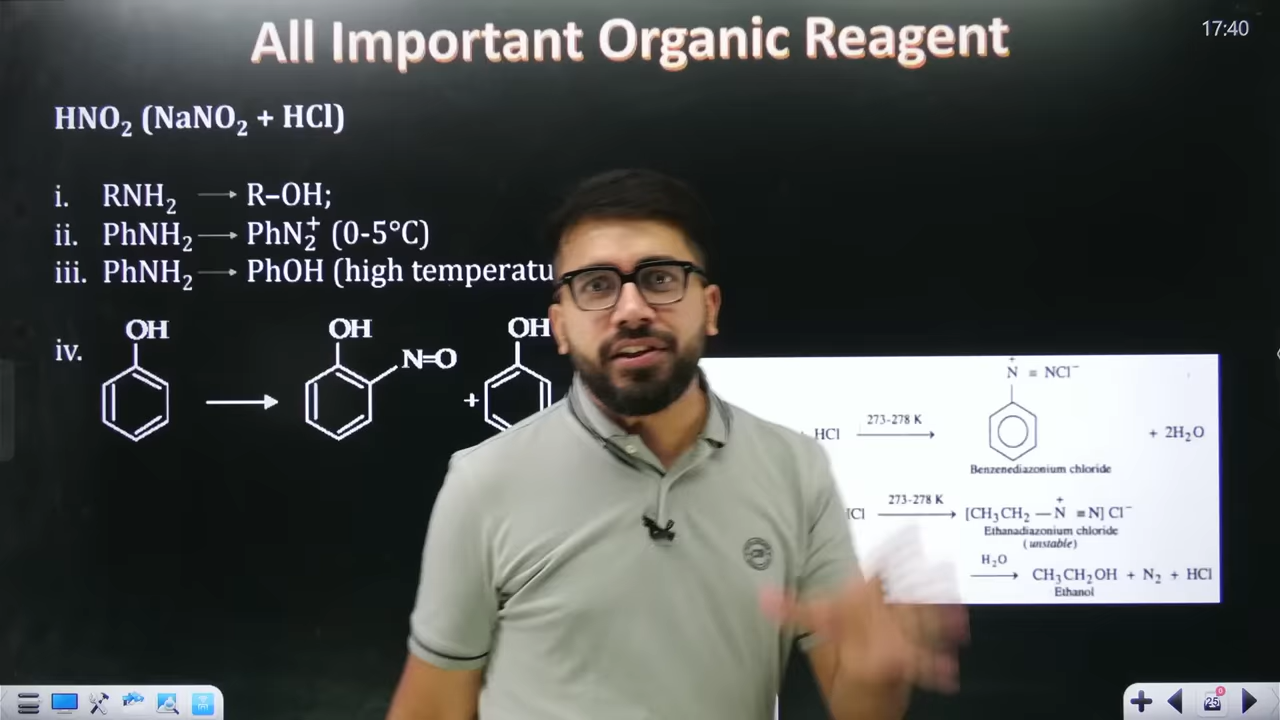 All Important Organic Reagent
17:40
HNO₂ (NaNO₂ + HCl)
i. RNH₂ → R–OH;
ii. PhNH₂ → PhN₂⁺ (0-5°C)
iii. PhNH₂ → PhOH (high temperatu
iv.
OH
OH
N=O
+
OH
N⁺ ≡ NCl⁻
+ HCl 273-278 K → + 2H₂O
Benzenediazonium chloride
HCl 273-278 K → [CH₃CH₂ — N⁺ ≡ N] Cl⁻
Ethanadiazonium chloride
(unstable)
H₂O → CH₃CH₂OH + N₂ + HCl
Ethanol
25
0